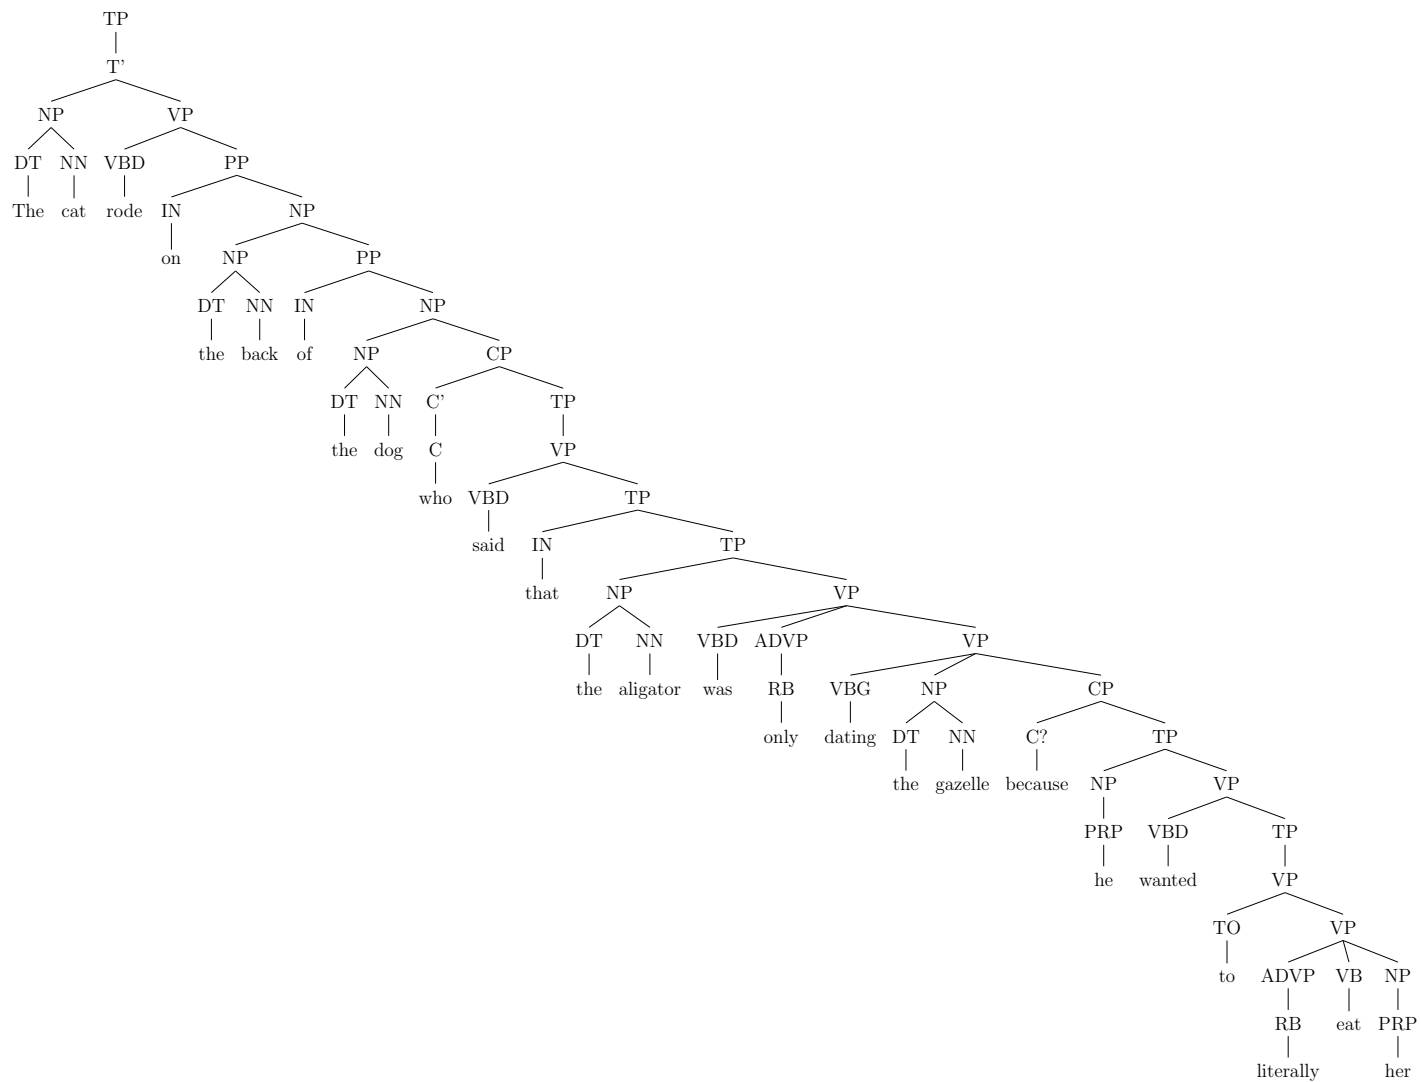 TP
T'
NP VP
DT NN VBD PP
The cat rode IN NP
on NP PP
DT NN IN NP
the back of NP CP
DT NN C' TP
the dog C VP
who VBD TP
said IN TP
that NP VP
DT NN VBD ADVP VP
the aligator was RB VBG NP CP
only dating DT NN C? TP
the gazelle because NP VP
PRP VBD TP
he wanted VP
TO VP
to ADVP VB NP
RB eat PRP
literally her